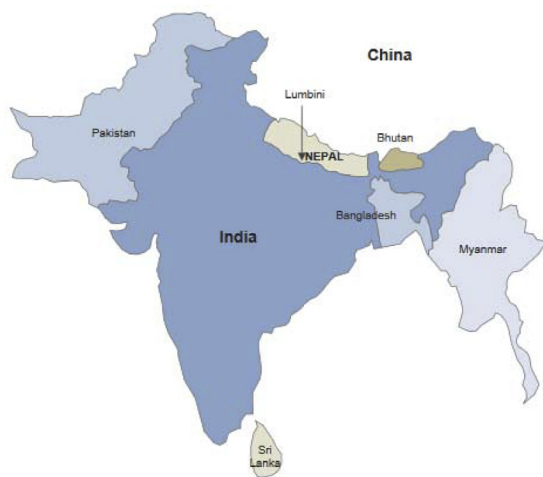 China
Lumbini
Pakistan
Bhutan
NEPAL
Bangladesh
India
Myanmar
Sri
Lanka